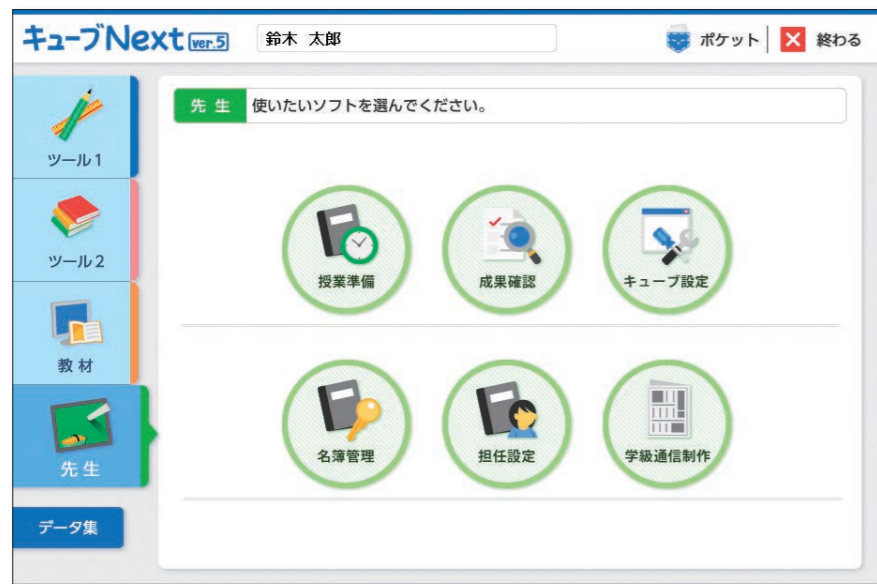 キューブNext ver.5 鈴木 太郎 ポケット 終わる
先生 使いたいソフトを選んでください。
ツール1
ツール2
教材
先生
データ集
授業準備 成果確認 キューブ設定
名簿管理 担任設定 学級通信制作